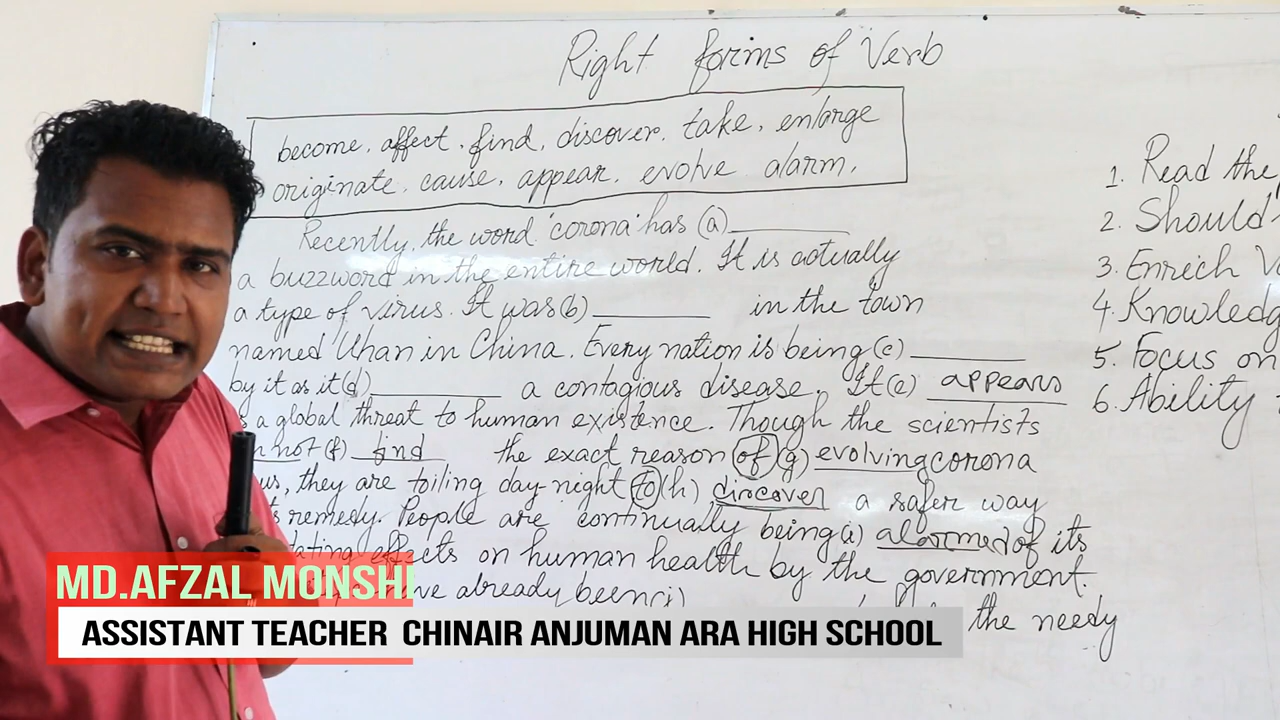 Right forms of Verb
become, affect, find, discover, take, enlarge
originate, cause, appear, evolve alarm.
Recently, the word 'corona' has (a)
a buzzword in the entire world. It is actually
a type of virus. It was (b) in the town
named Uhan in China. Every nation is being (c)
by it as it (d) a contagious disease. It (e) appears
a global threat to human existence. Though the scientists
not (f) find the exact reason of (g) evolving corona
us, they are toiling day-night to (h) discover a safer way
remedy. People are continually being (i) alarmed of its
effects on human health by the government.
already been (j)
the needy
1. Read the
2. Should
3. Enrich
4. Knowledg
5. Focus on
6. Ability
MD.AFZAL MONSHI
ASSISTANT TEACHER CHINAIR ANJUMAN ARA HIGH SCHOOL